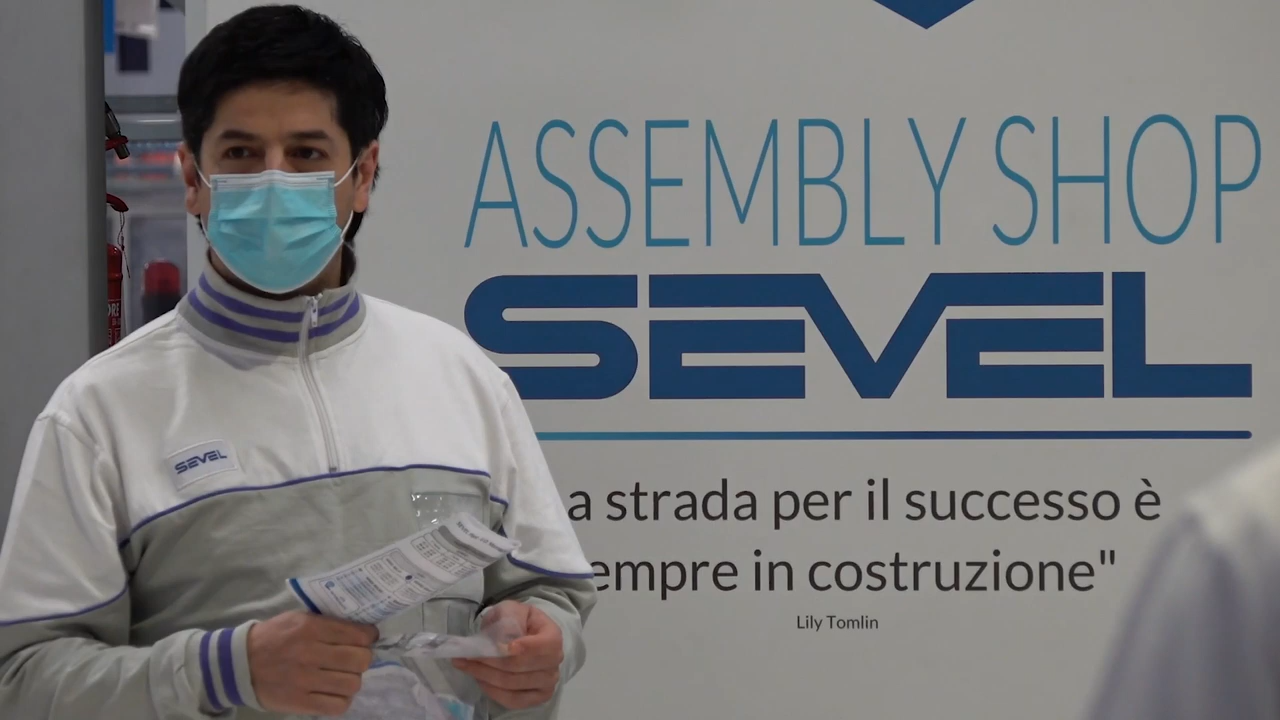 ASSEMBLY SHOP
SEVEL
a strada per il successo è
empre in costruzione"
Lily Tomlin
SEVEL